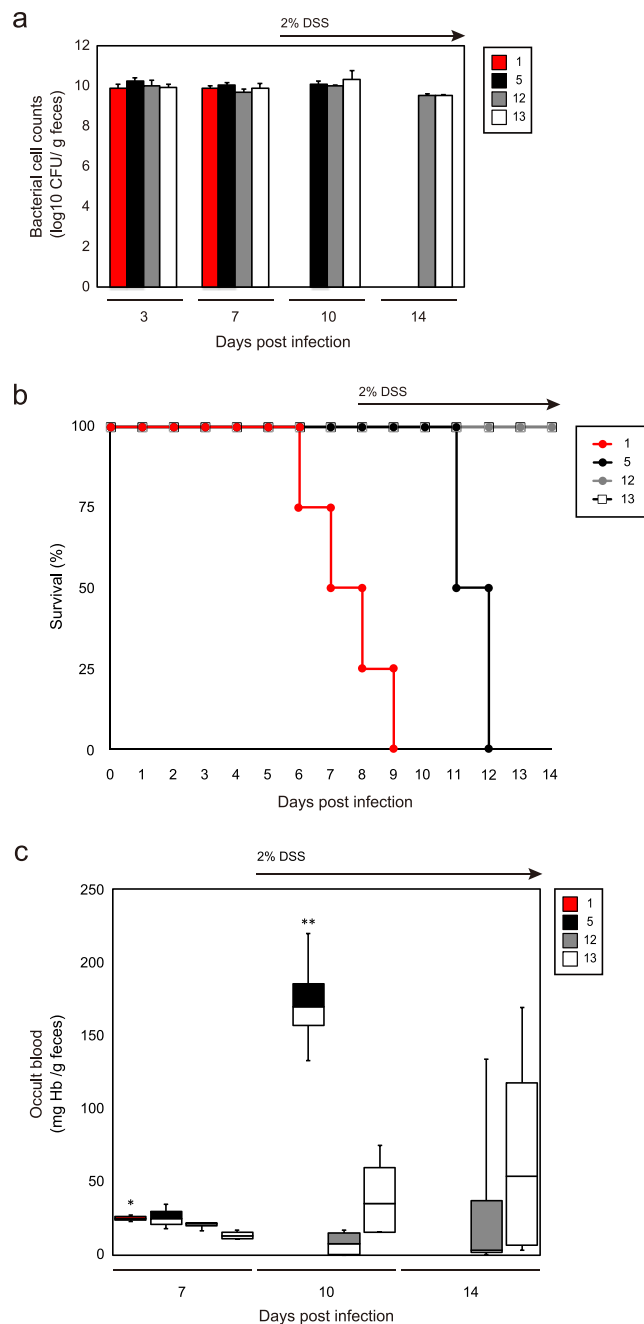 a
2% DSS
12
10
8
6
4
2
0
Bacterial cell counts
(log10 CFU/ g feces)
3
7
10
14
Days post infection
1
5
12
13
b
2% DSS
100
75
50
25
0
Survival (%)
0 1 2 3 4 5 6 7 8 9 10 11 12 13 14
Days post infection
1
5
12
13
c
2% DSS
250
200
150
100
50
0
Occult blood
(mg Hb /g feces)
*
**
7
10
14
Days post infection
1
5
12
13